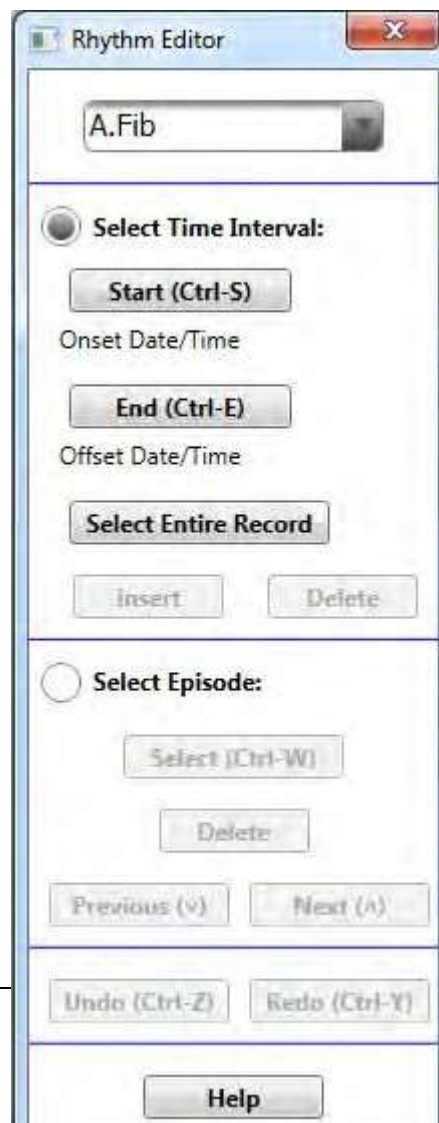 Rhythm Editor
A.Fib
Select Time Interval:
Start (Ctrl-S)
Onset Date/Time
End (Ctrl-E)
Offset Date/Time
Select Entire Record
Insert Delete
Select Episode:
Select (Ctrl-W)
Delete
Previous (˅) Next (˄)
Undo (Ctrl-Z) Redo (Ctrl-Y)
Help